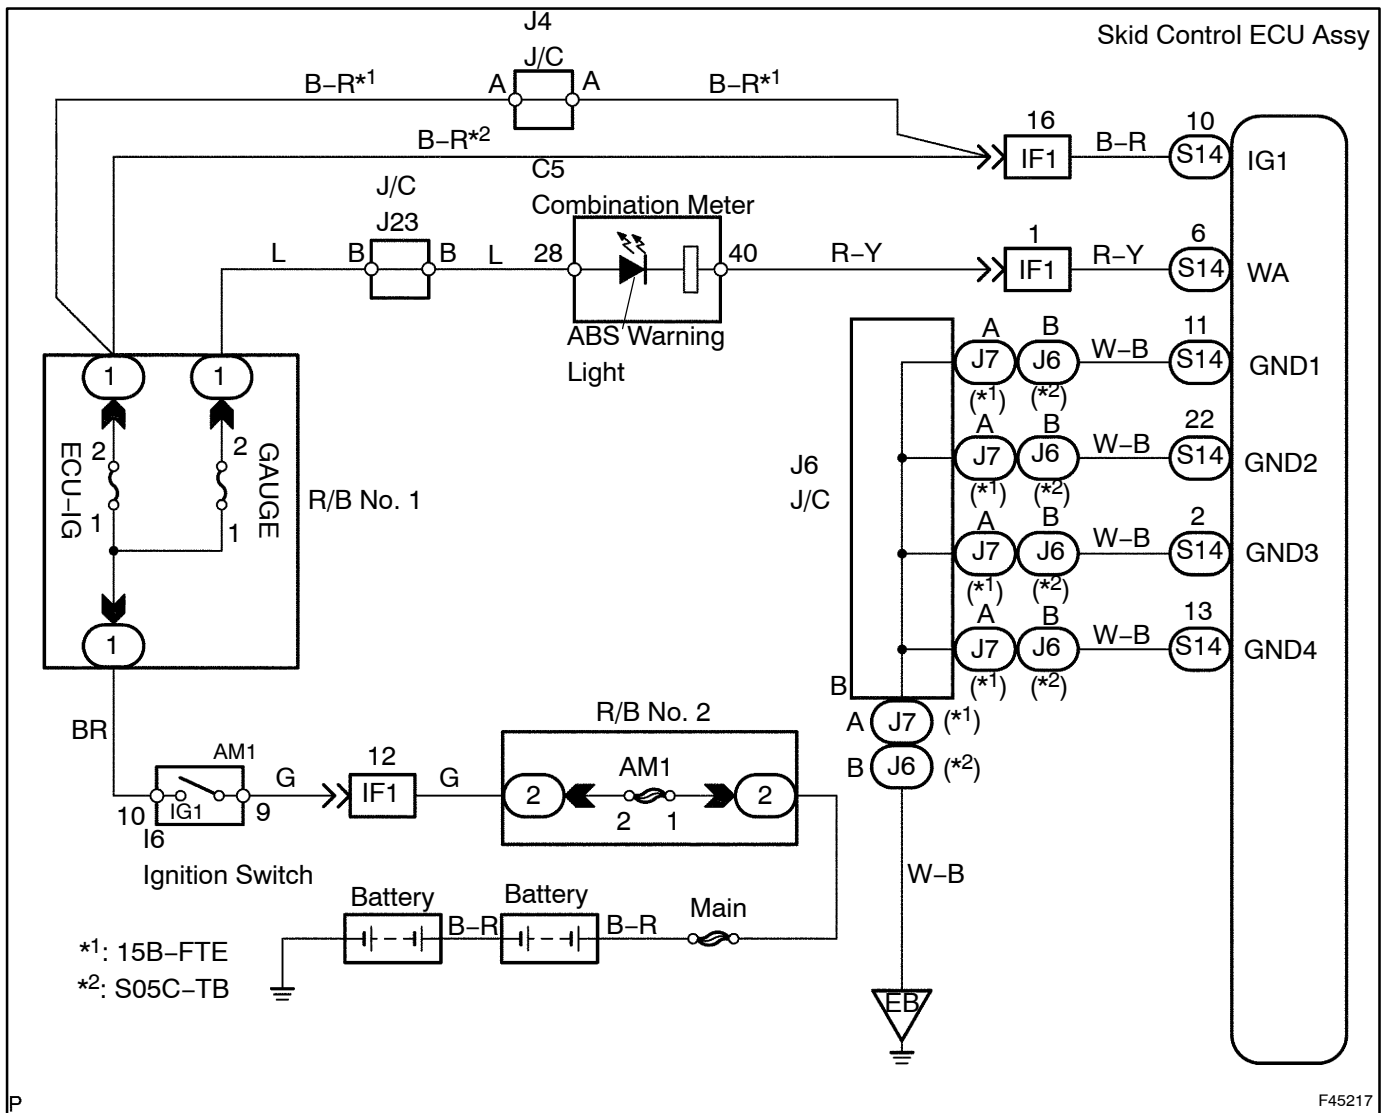 J4
Skid Control ECU Assy
J/C
B–R*1 A A B–R*1
16 10
B–R*2
IF1 B–R S14 IG1
C5
J/C
Combination Meter
J23
1 6
L B B L 28 40 R–Y IF1 R–Y S14 WA
ABS Warning
Light
A B 11
J7 J6 W–B S14 GND1
(*1) (*2)
1 1
A B 22
2 2
J6
J7 J6 W–B S14 GND2
ECU–IG
GAUGE
R/B No. 1
J/C
(*1) (*2)
1 1
A B 2
J7 J6 W–B S14 GND3
(*1) (*2)
A B 13
1
J7 J6 W–B S14 GND4
B (*1) (*2)
BR
R/B No. 2
A J7 (*1)
AM1 12 AM1
B J6 (*2)
G IF1 G 2 2
10 IG1 9 2 1
I6
Ignition Switch
W–B
Battery Battery Main
B–R B–R
*1: 15B–FTE
*2: S05C–TB
EB
P F45217